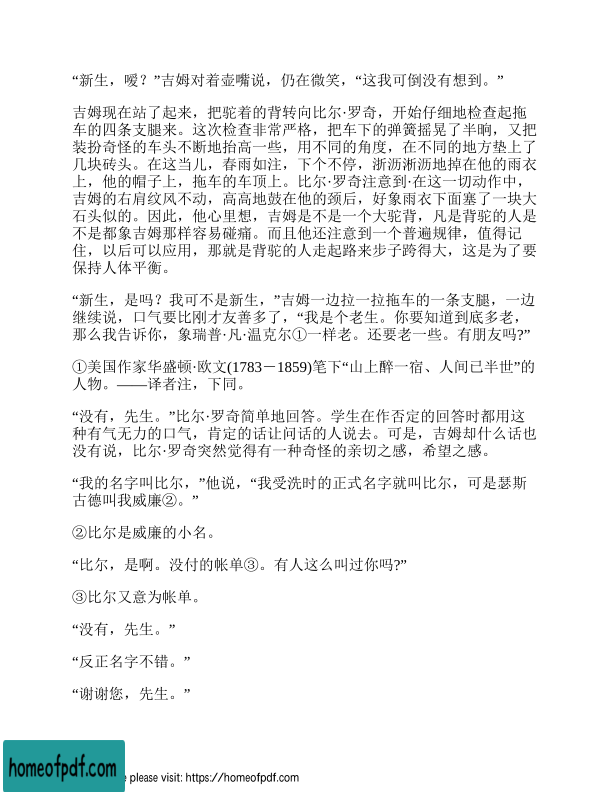 “新生，嗳？”吉姆对着壶嘴说，仍在微笑，“这我可倒没有想到。”
吉姆现在站了起来，把驼着的背转向比尔·罗奇，开始仔细地检查起拖
车的四条支腿来。这次检查非常严格，把车下的弹簧摇晃了半晌，又把
装扮奇怪的车头不断地抬高一些，用不同的角度，在不同的地方垫上了
几块砖头。在这当儿，春雨如注，下个不停，浙沥淅沥地掉在他的雨衣
上，他的帽子上，拖车的车顶上。比尔·罗奇注意到·在这一切动作中，
吉姆的右肩纹风不动，高高地鼓在他的颈后，好象雨衣下面塞了一块大
石头似的。因此，他心里想，吉姆是不是一个大驼背，凡是背驼的人是
不是都象吉姆那样容易碰痛。而且他还注意到一个普遍规律，值得记
住，以后可以应用，那就是背驼的人走起路来步子跨得大，这是为了要
保持人体平衡。
“新生，是吗？我可不是新生，”吉姆一边拉一拉拖车的一条支腿，一边
继续说，口气要比刚才友善多了，“我是个老生。你要知道到底多老，
那么我告诉你，象瑞普·凡·温克尔①一样老。还要老一些。有朋友吗?”
①美国作家华盛顿·欧文(1783－1859)笔下“山上醉一宿、人间已半世”的
人物。——译者注，下同。
“没有，先生。”比尔·罗奇简单地回答。学生在作否定的回答时都用这
种有气无力的口气，肯定的话让问话的人说去。可是，吉姆却什么话也
没有说，比尔·罗奇突然觉得有一种奇怪的亲切之感，希望之感。
“我的名字叫比尔，”他说，“我受洗时的正式名字就叫比尔，可是瑟斯
古德叫我威廉②。”
②比尔是威廉的小名。
“比尔，是啊。没付的帐单③。有人这么叫过你吗?”
③比尔又意为帐单。
“没有，先生。”
“反正名字不错。”
“谢谢您，先生。”
homeofpdf.com
e please visit: https://homeofpdf.com